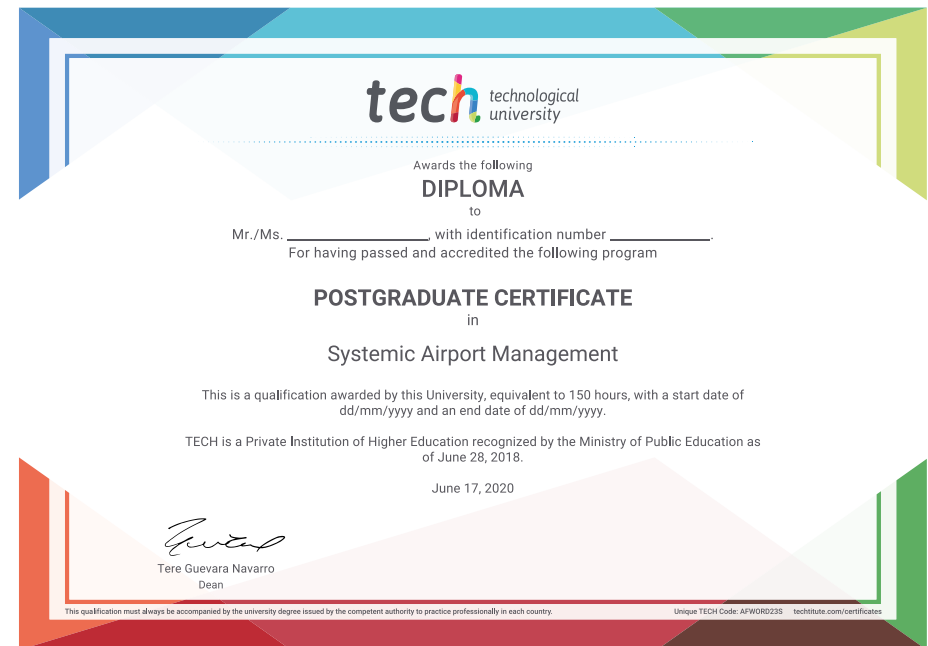 tech technological
university
Awards the following
DIPLOMA
to
Mr./Ms. ____________________, with identification number ______________.
For having passed and accredited the following program
POSTGRADUATE CERTIFICATE
in
Systemic Airport Management
This is a qualification awarded by this University, equivalent to 150 hours, with a start date of
dd/mm/yyyy and an end date of dd/mm/yyyy.
TECH is a Private Institution of Higher Education recognized by the Ministry of Public Education as
of June 28, 2018.
June 17, 2020
Tere Guevara Navarro
Dean
This qualification must always be accompanied by the university degree issued by the competent authority to practice professionally in each country. Unique TECH Code: AFWORD23S techtitute.com/certificates